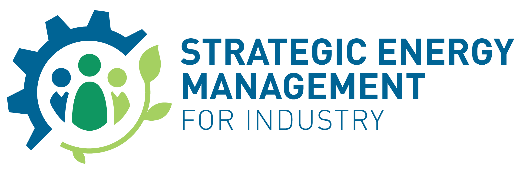 STRATEGIC ENERGY
MANAGEMENT
FOR INDUSTRY